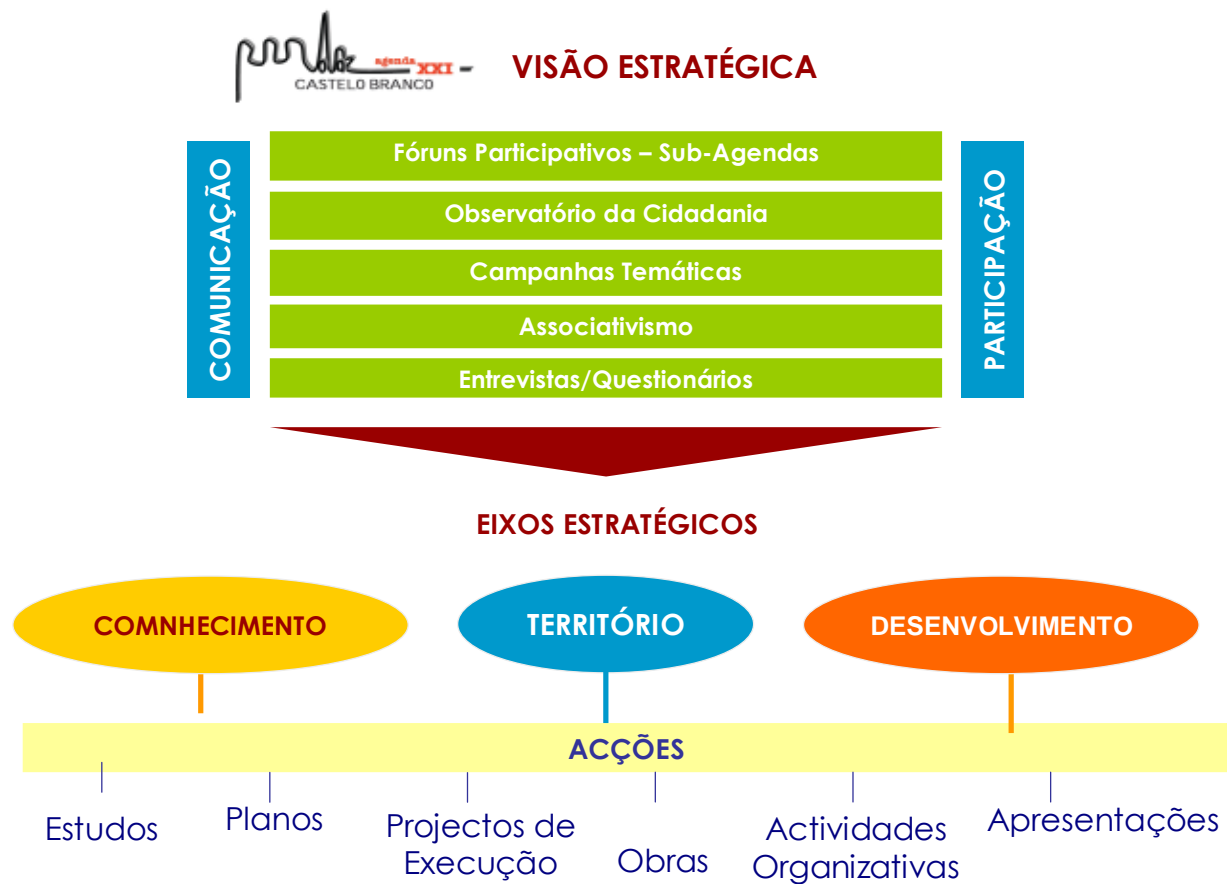 agenda XXI -
CASTELO BRANCO
VISÃO ESTRATÉGICA
COMUNICAÇÃO
Fóruns Participativos – Sub-Agendas
Observatório da Cidadania
Campanhas Temáticas
Associativismo
Entrevistas/Questionários
PARTICIPAÇÃO
EIXOS ESTRATÉGICOS
COMNHECIMENTO
TERRITÓRIO
DESENVOLVIMENTO
ACÇÕES
Estudos
Planos
Projectos de
Execução
Obras
Actividades
Organizativas
Apresentações